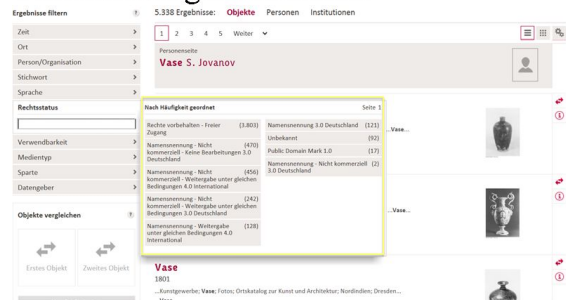 Ergebnisse filtern
5.338 Ergebnisse: Objekte Personen Institutionen
Zeit
Ort
Person/Organisation
Stichwort
Sprache
Rechtsstatus
Verwendbarkeit
Medientyp
Sparte
Datengeber
Objekte vergleichen
Erstes Objekt Zweites Objekt
1 2 3 4 5 Weiter
Personenseite
Vase S. Jovanov
Nach Häufigkeit geordnet Seite 1
Rechte vorbehalten - Freier (3.803)
Zugang
Namensnennung - Nicht (470)
kommerziell - Keine Bearbeitungen 3.0
Deutschland
Namensnennung - Nicht (456)
kommerziell - Weitergabe unter gleichen
Bedingungen 4.0 International
Namensnennung - Nicht (242)
kommerziell - Weitergabe unter gleichen
Bedingungen 3.0 Deutschland
Namensnennung - Weitergabe (128)
unter gleichen Bedingungen 4.0
International
Namensnennung 3.0 Deutschland (121)
Unbekannt (92)
Public Domain Mark 1.0 (17)
Namensnennung - Nicht kommerziell (2)
3.0 Deutschland
...Vase...
...Vase...
Vase
1801
...Kunstgewerbe; Vase; Fotos; Ortskatalog zur Kunst und Architektur; Nordindien; Dresden...